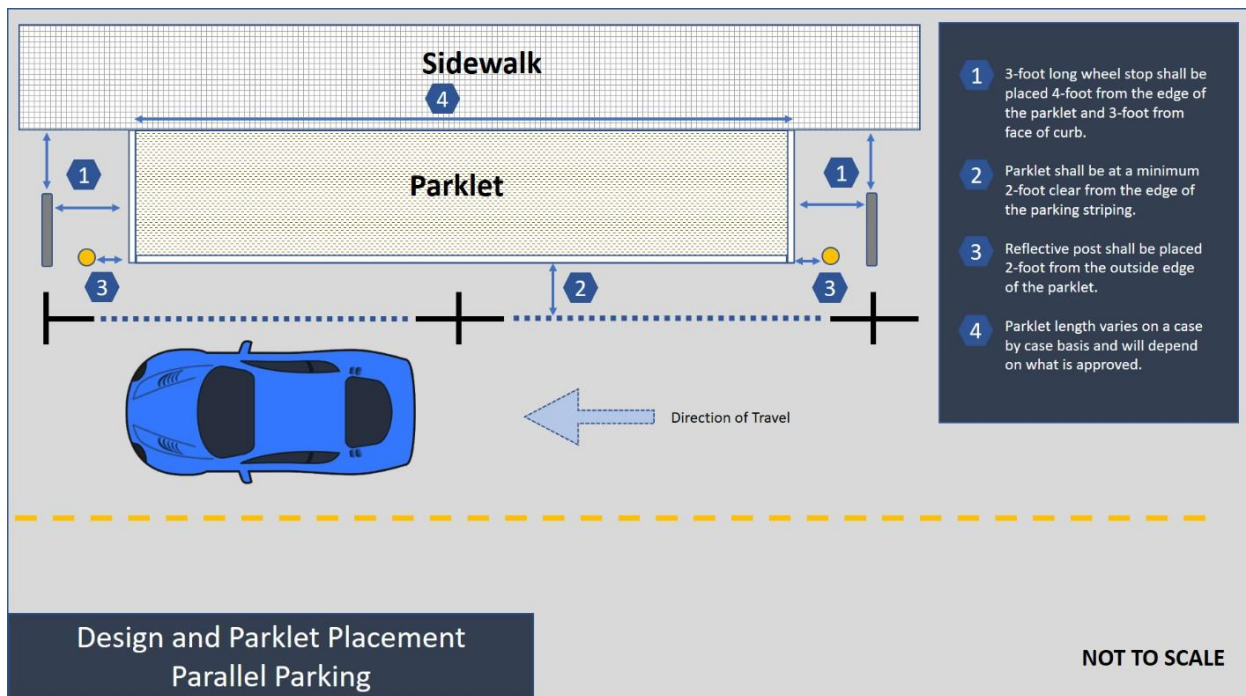 Sidewalk
4
1
Parklet
1
3
2
3
Direction of Travel
1
3-foot long wheel stop shall be
placed 4-foot from the edge of
the parklet and 3-foot from
face of curb.
2
Parklet shall be at a minimum
2-foot clear from the edge of
the parking striping.
3
Reflective post shall be placed
2-foot from the outside edge
of the parklet.
4
Parklet length varies on a case
by case basis and will depend
on what is approved.
Design and Parklet Placement
Parallel Parking
NOT TO SCALE